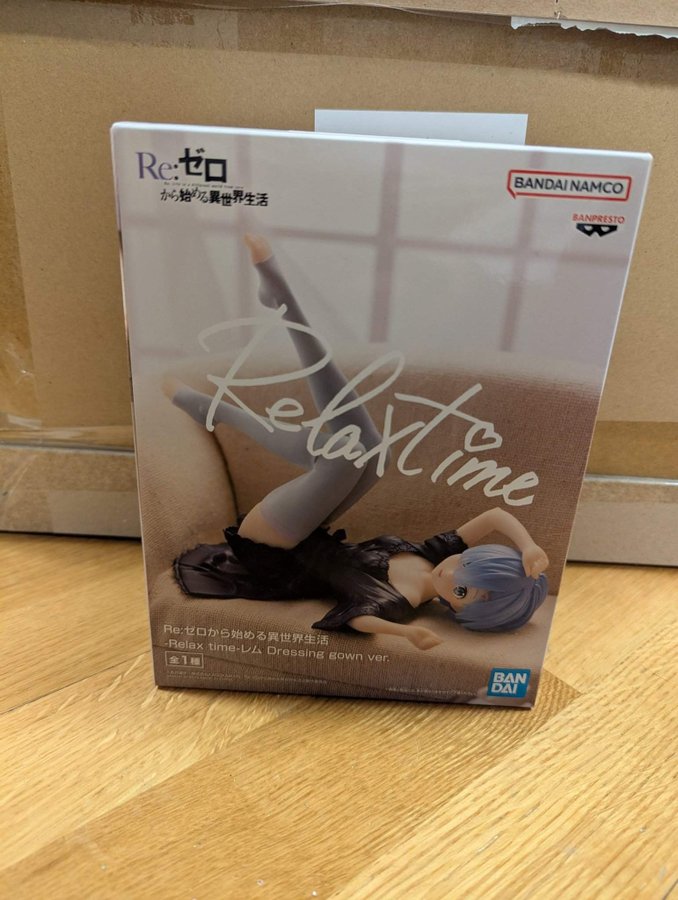 Re:ゼロ
から始める異世界生活
BANDAI NAMCO
BANPRESTO
Relax time
Re:ゼロから始める異世界生活
-Relax time-レム Dressing gown ver.
全1種
BAN
DAI